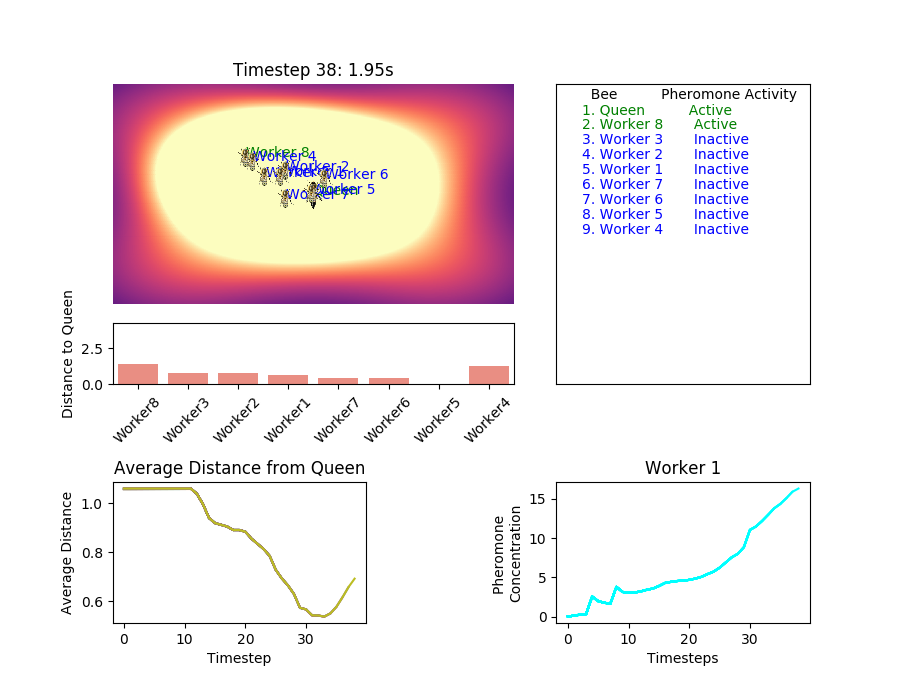 Timestep 38: 1.95s
Worker 8
Worker 4
Worker 2
Worker 6
Worker 5
Worker 7
Bee Pheromone Activity
1. Queen Active
2. Worker 8 Active
3. Worker 3 Inactive
4. Worker 2 Inactive
5. Worker 1 Inactive
6. Worker 7 Inactive
7. Worker 6 Inactive
8. Worker 5 Inactive
9. Worker 4 Inactive
Distance to Queen
2.5
0.0
Worker8
Worker3
Worker2
Worker1
Worker7
Worker6
Worker5
Worker4
Average Distance from Queen
Average Distance
1.0
0.8
0.6
0 10 20 30
Timestep
Worker 1
Pheromone
Concentration
15
10
5
0
0 10 20 30
Timesteps